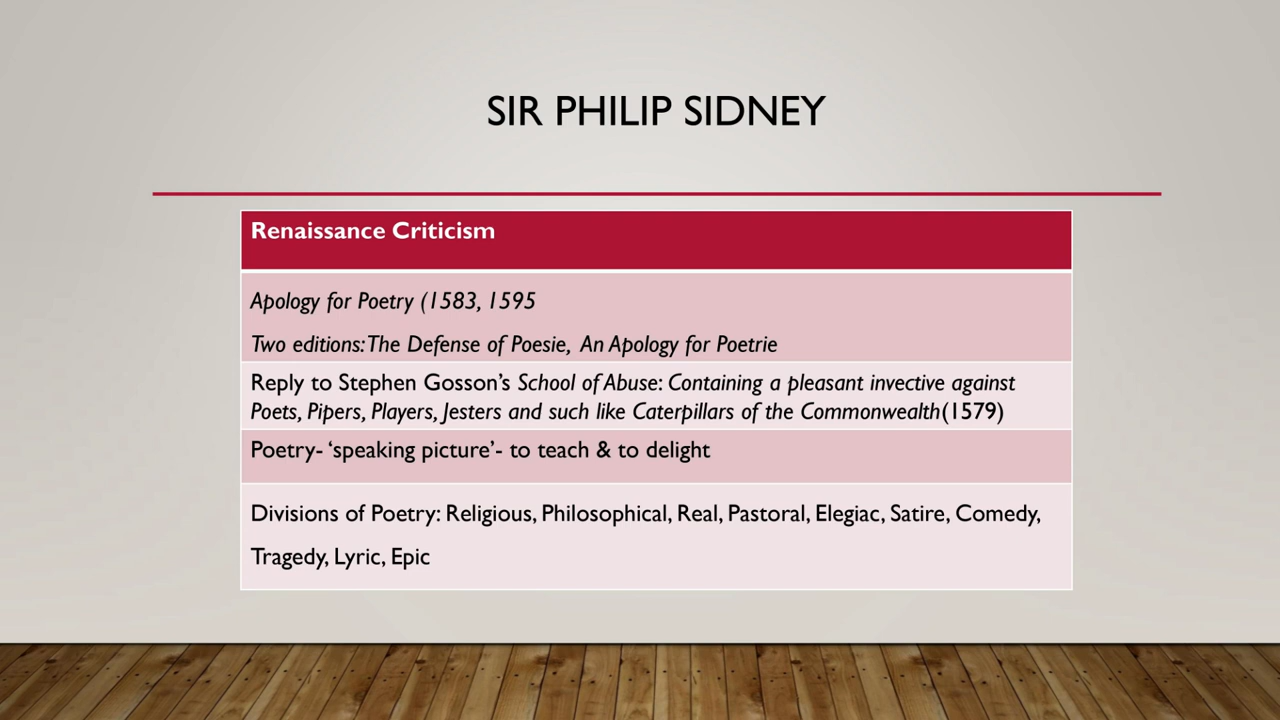 SIR PHILIP SIDNEY
Renaissance Criticism
Apology for Poetry (1583, 1595
Two editions: The Defense of Poesie, An Apology for Poetrie
Reply to Stephen Gosson’s School of Abuse: Containing a pleasant invective against
Poets, Pipers, Players, Jesters and such like Caterpillars of the Commonwealth(1579)
Poetry- ‘speaking picture’- to teach & to delight
Divisions of Poetry: Religious, Philosophical, Real, Pastoral, Elegiac, Satire, Comedy,
Tragedy, Lyric, Epic